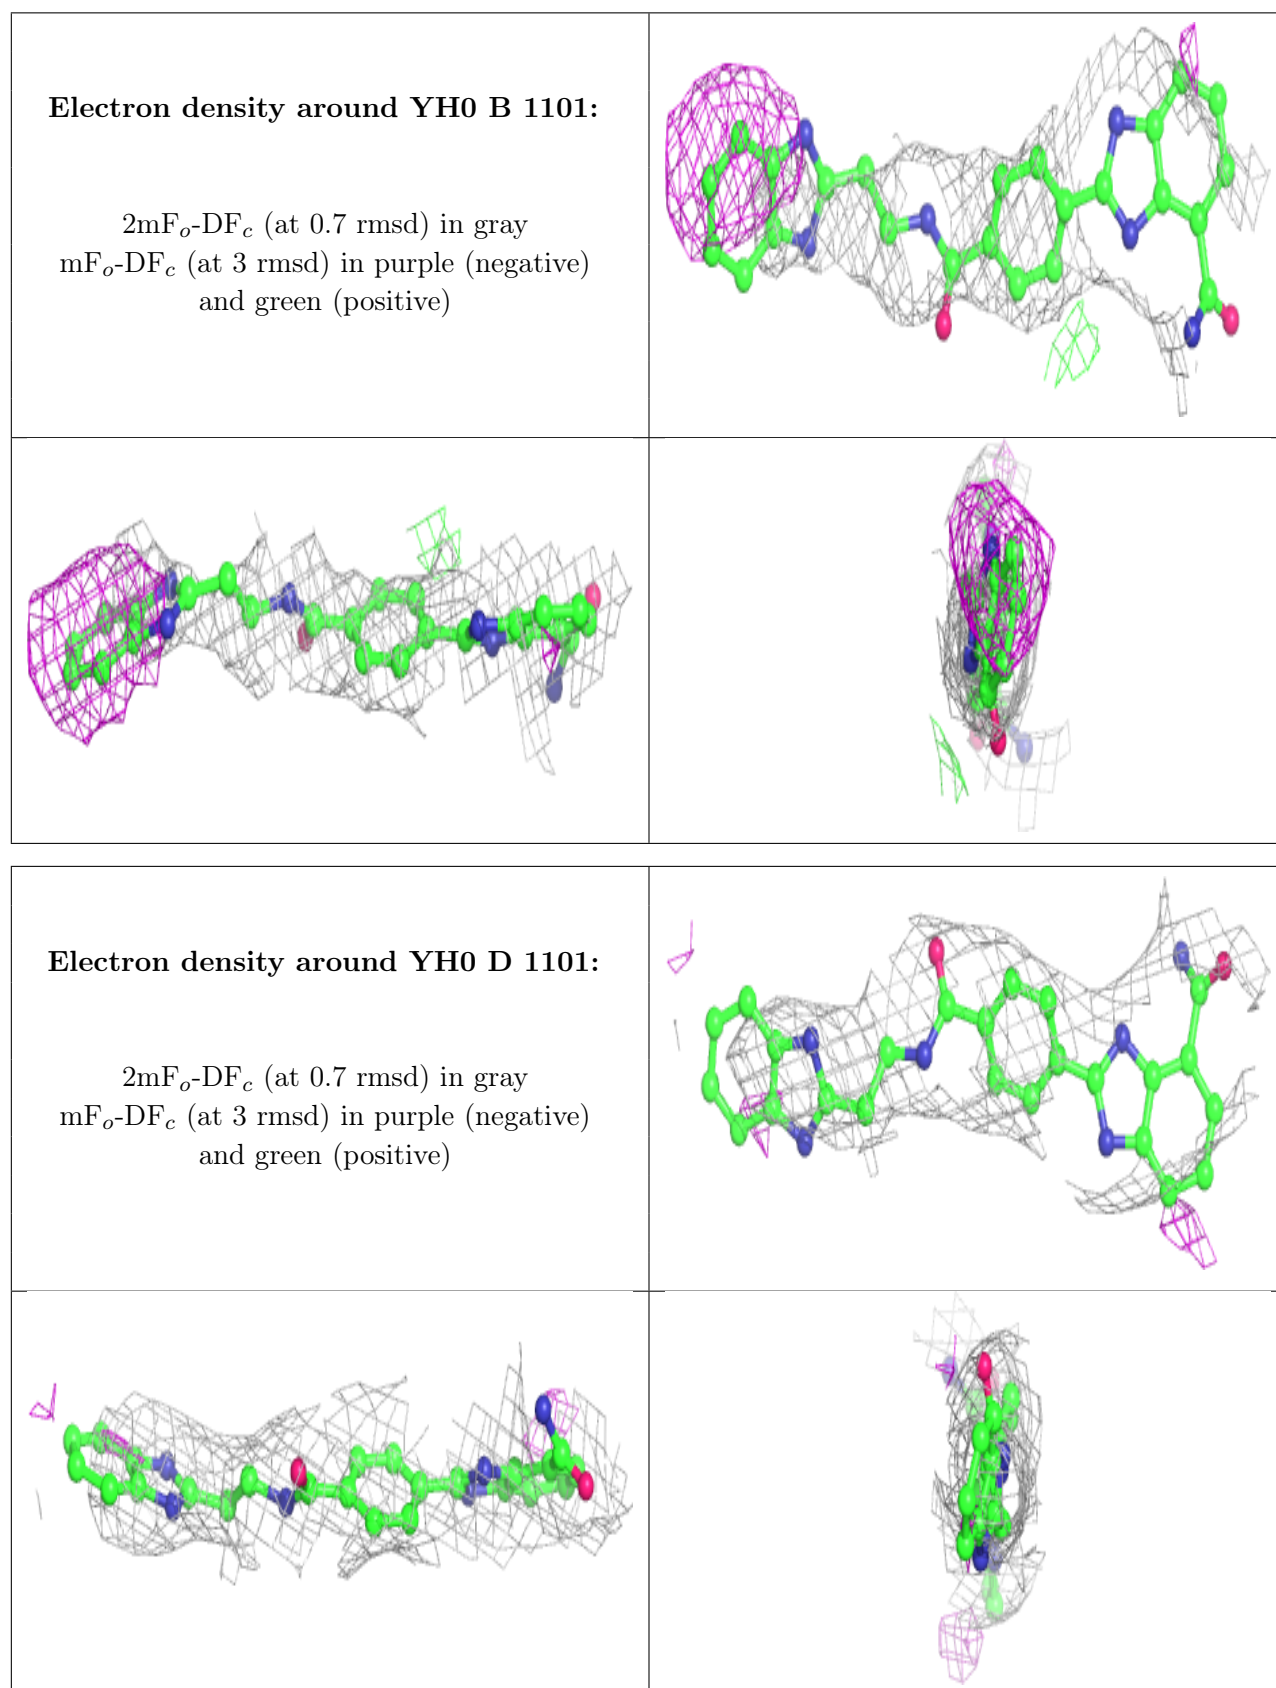 Electron density around YH0 B 1101:
2mFo-DFc (at 0.7 rmsd) in gray
mFo-DFc (at 3 rmsd) in purple (negative)
and green (positive)
Electron density around YH0 D 1101:
2mFo-DFc (at 0.7 rmsd) in gray
mFo-DFc (at 3 rmsd) in purple (negative)
and green (positive)